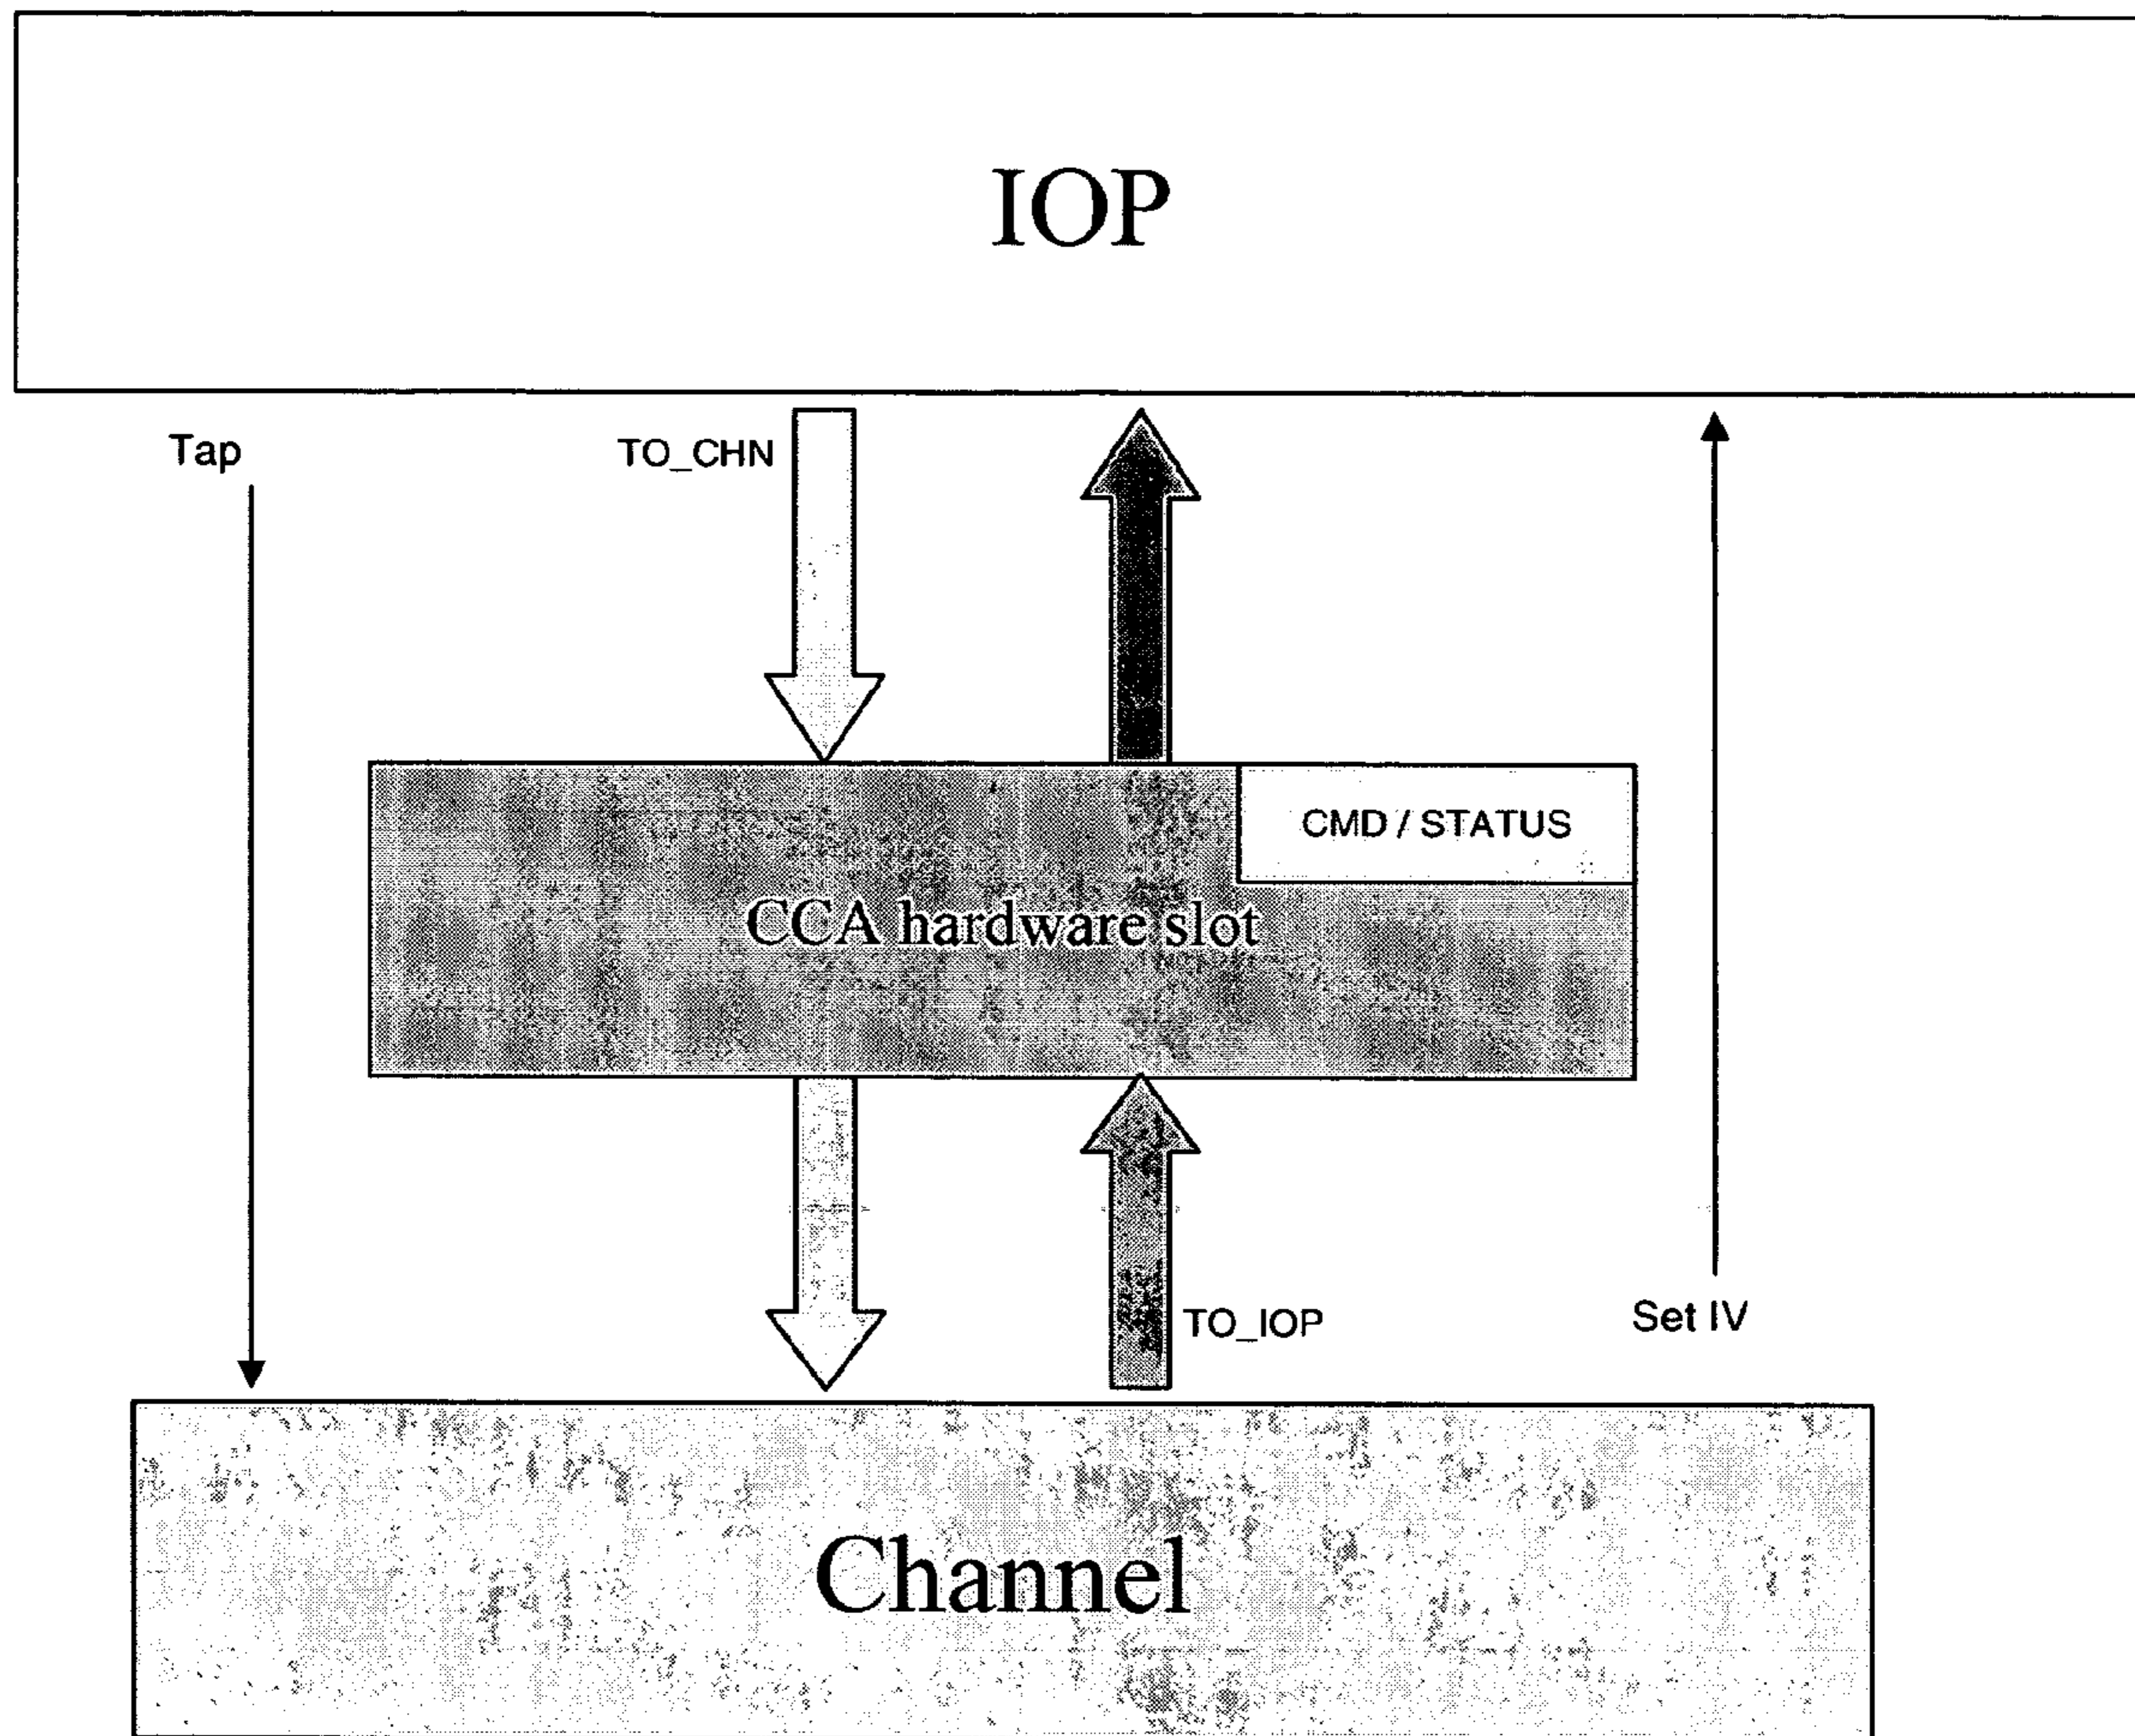 IOP
Tap
TO_CHN
CMD / STATUS
CCA hardware slot
TO_IOP
Set IV
Channel